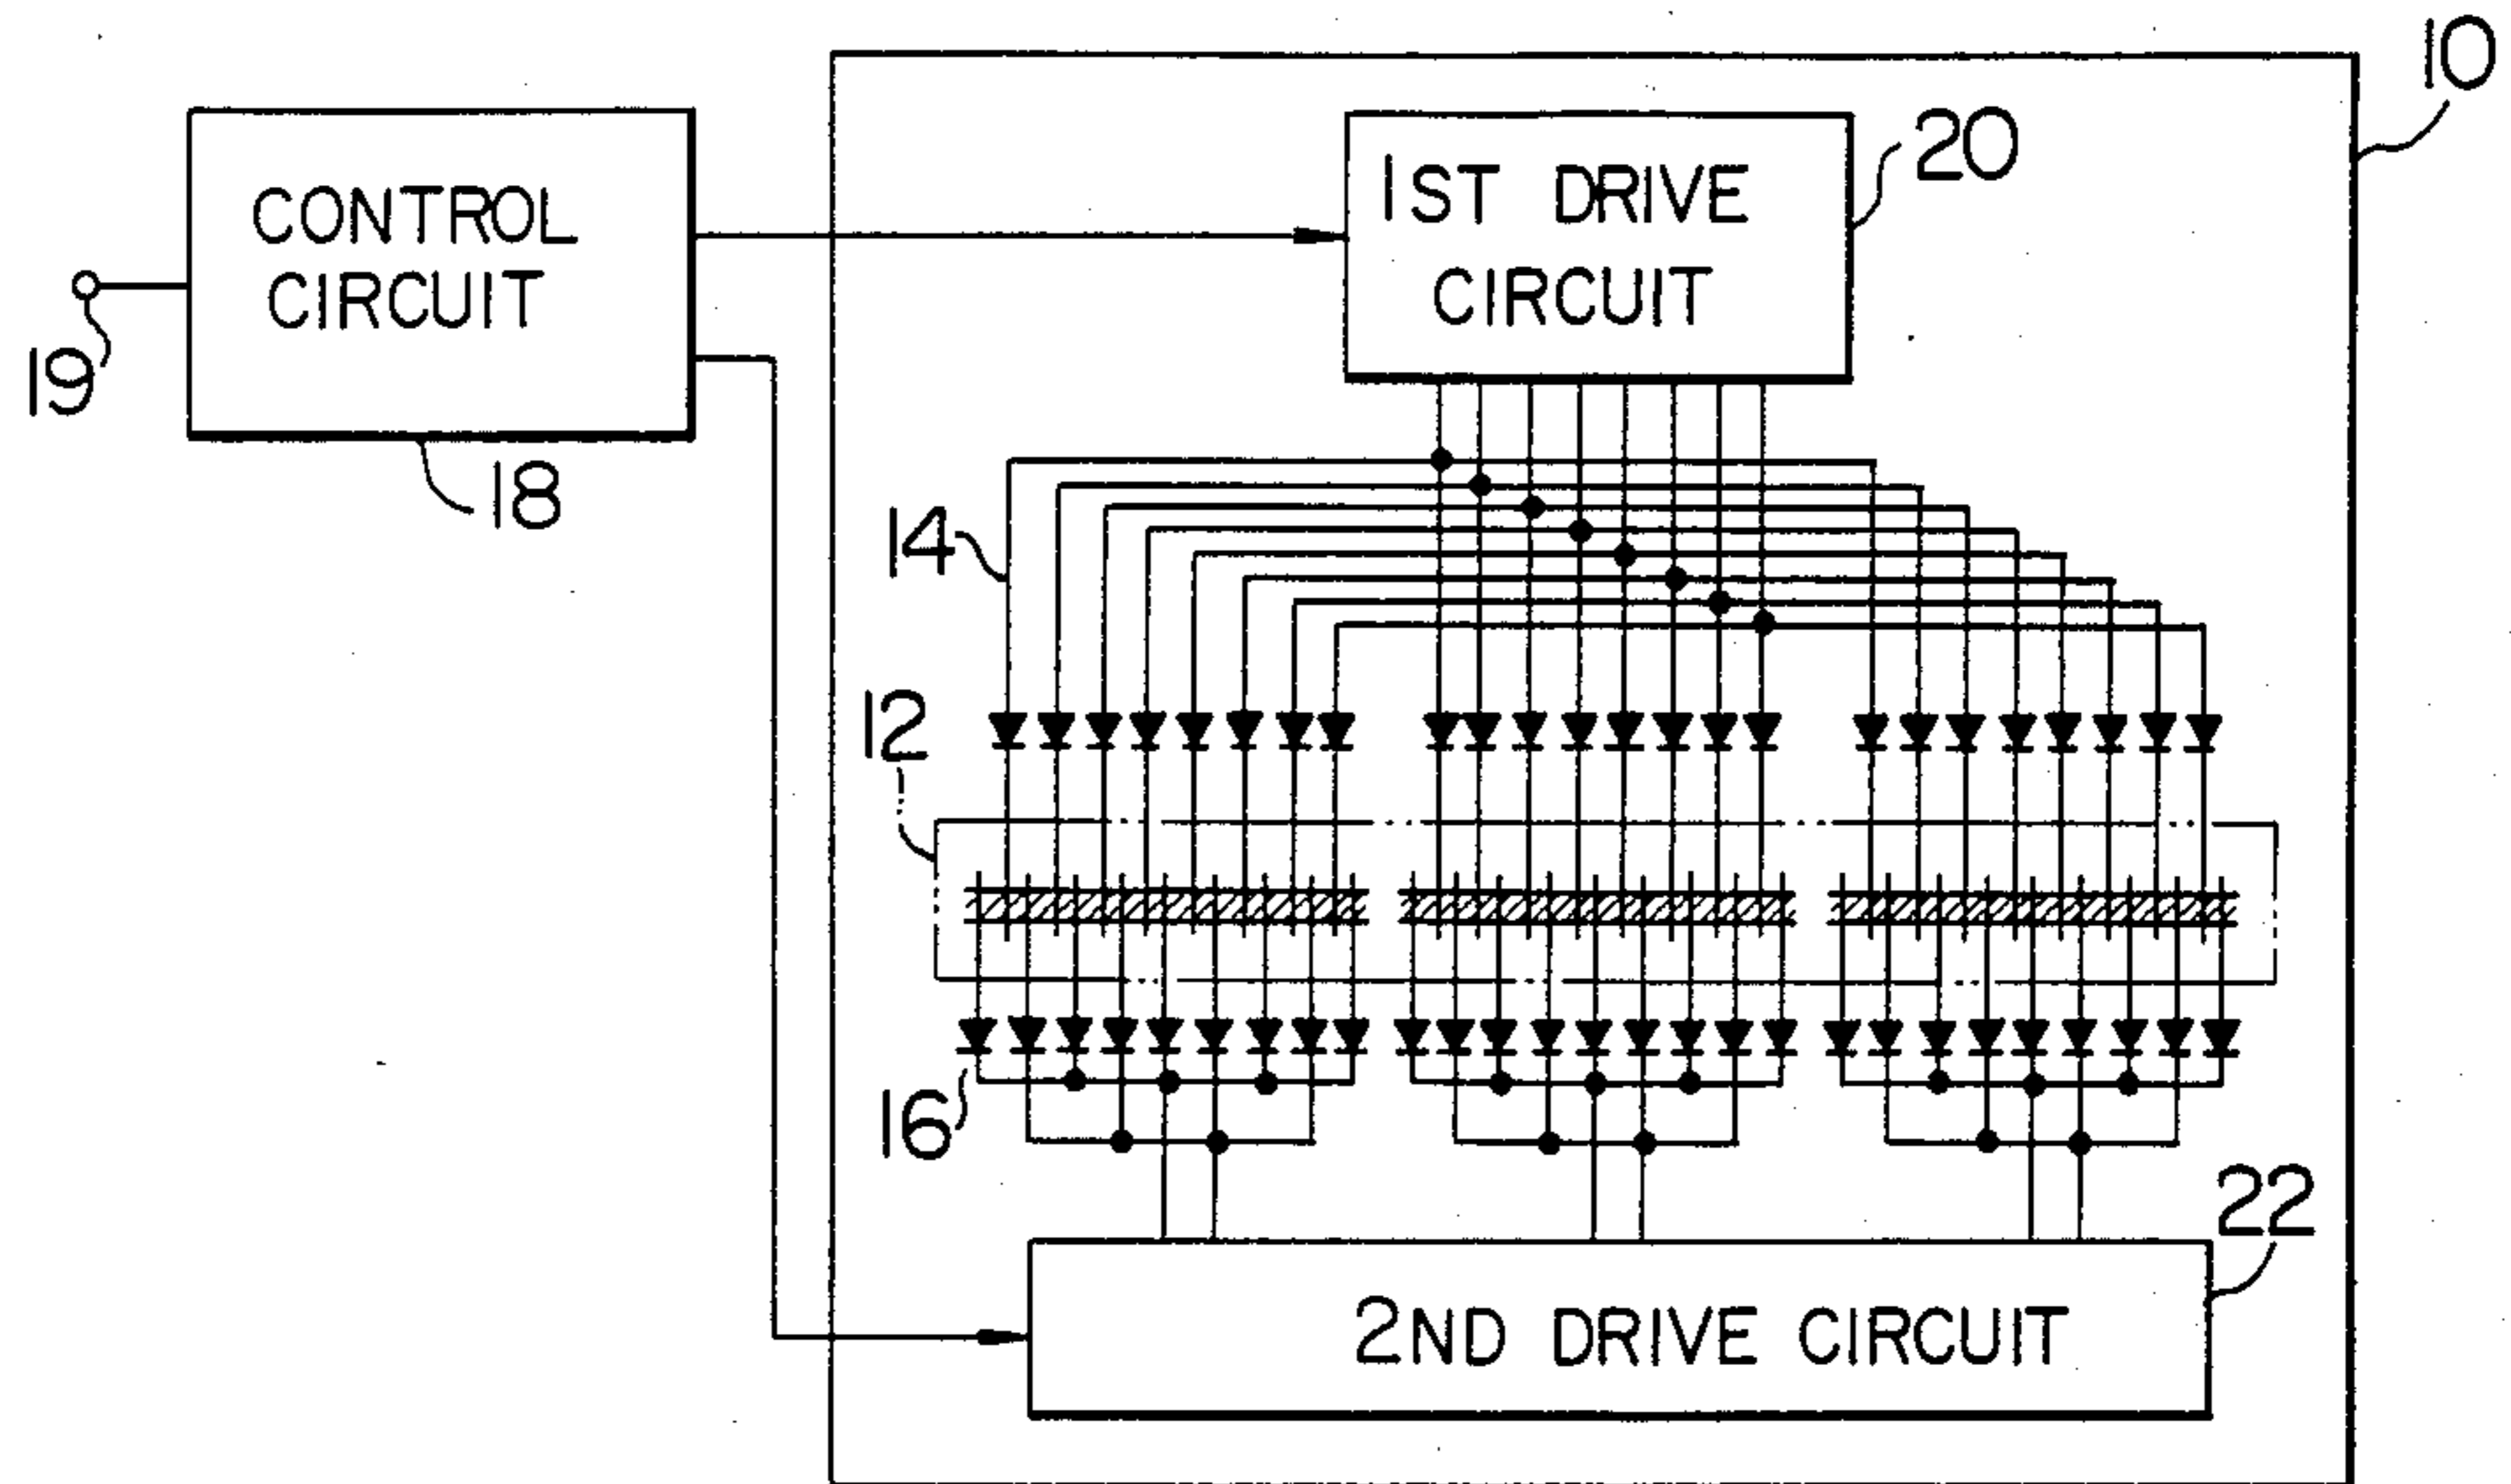 10
CONTROL
CIRCUIT
1ST DRIVE
CIRCUIT
20
19
18
14
12
16
22
2ND DRIVE CIRCUIT